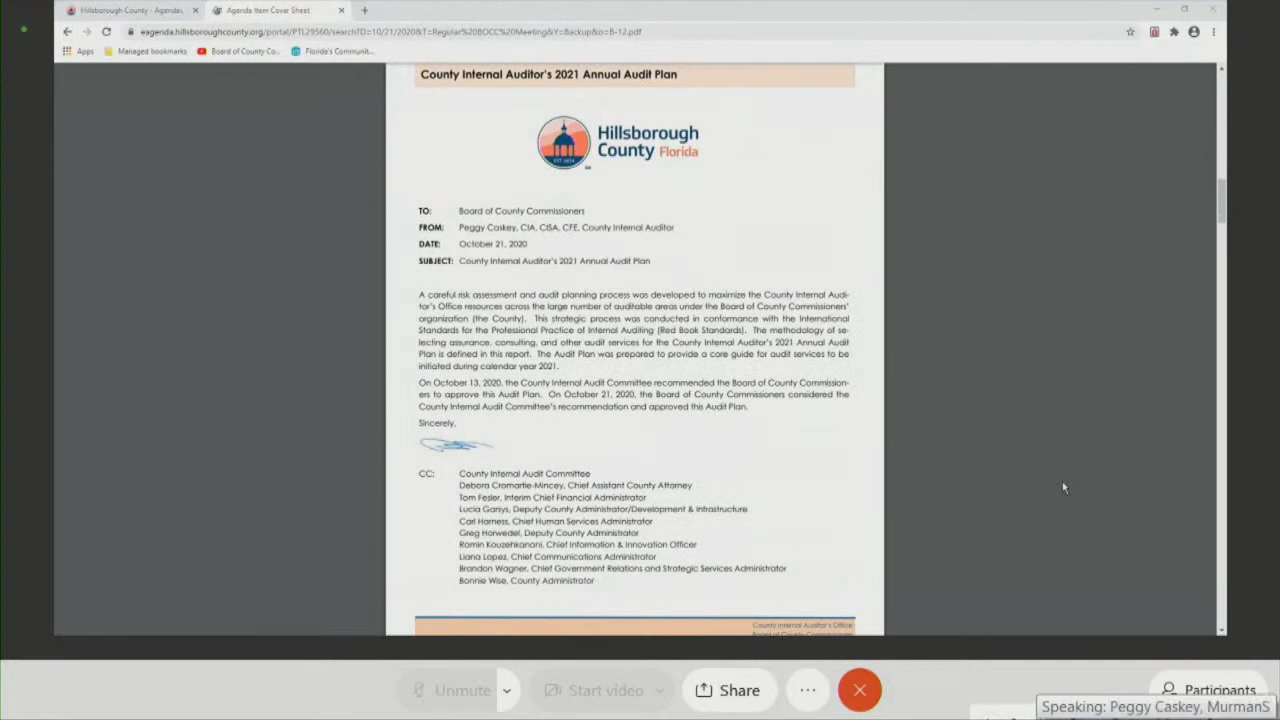 Hillsborough County - Agendas
Agenda Item Cover Sheet
eagenda.hillsboroughcounty.org/portal/PTL29560/search?D=10/21/2020&T=Regular%20BOCC%20Meeting&Y=Backup&o=B-12.pdf
Apps Managed bookmarks Board of County Co... Florida's Communit...
County Internal Auditor's 2021 Annual Audit Plan
Hillsborough
County Florida
TO: Board of County Commissioners
FROM: Peggy Caskey, CIA, CISA, CFE, County Internal Auditor
DATE: October 21, 2020
SUBJECT: County Internal Auditor's 2021 Annual Audit Plan
A careful risk assessment and audit planning process was developed to maximize the County Internal Audi-
tor's Office resources across the large number of auditable areas under the Board of County Commissioners'
organization (the County). This strategic process was conducted in conformance with the International
Standards for the Professional Practice of Internal Auditing (Red Book Standards). The methodology of se-
lecting assurance, consulting, and other audit services for the County Internal Auditor's 2021 Annual Audit
Plan is defined in this report. The Audit Plan was prepared to provide a core guide for audit services to be
initiated during calendar year 2021.
On October 13, 2020, the County Internal Audit Committee recommended the Board of County Commission-
ers to approve this Audit Plan. On October 21, 2020, the Board of County Commissioners considered the
County Internal Audit Committee's recommendation and approved this Audit Plan.
Sincerely,
CC: County Internal Audit Committee
Debora Cromartie-Mincey, Chief Assistant County Attorney
Tom Fesler, Interim Chief Financial Administrator
Lucia Garsys, Deputy County Administrator/Development & Infrastructure
Carl Harness, Chief Human Services Administrator
Greg Horwedel, Deputy County Administrator
Ramin Kouzehkanani, Chief Information & Innovation Officer
Liana Lopez, Chief Communications Administrator
Brandon Wagner, Chief Government Relations and Strategic Services Administrator
Bonnie Wise, County Administrator
County Internal Auditor's Office
Board of County Commissioners
Unmute Start video Share Participants
Speaking: Peggy Caskey, MurmanS